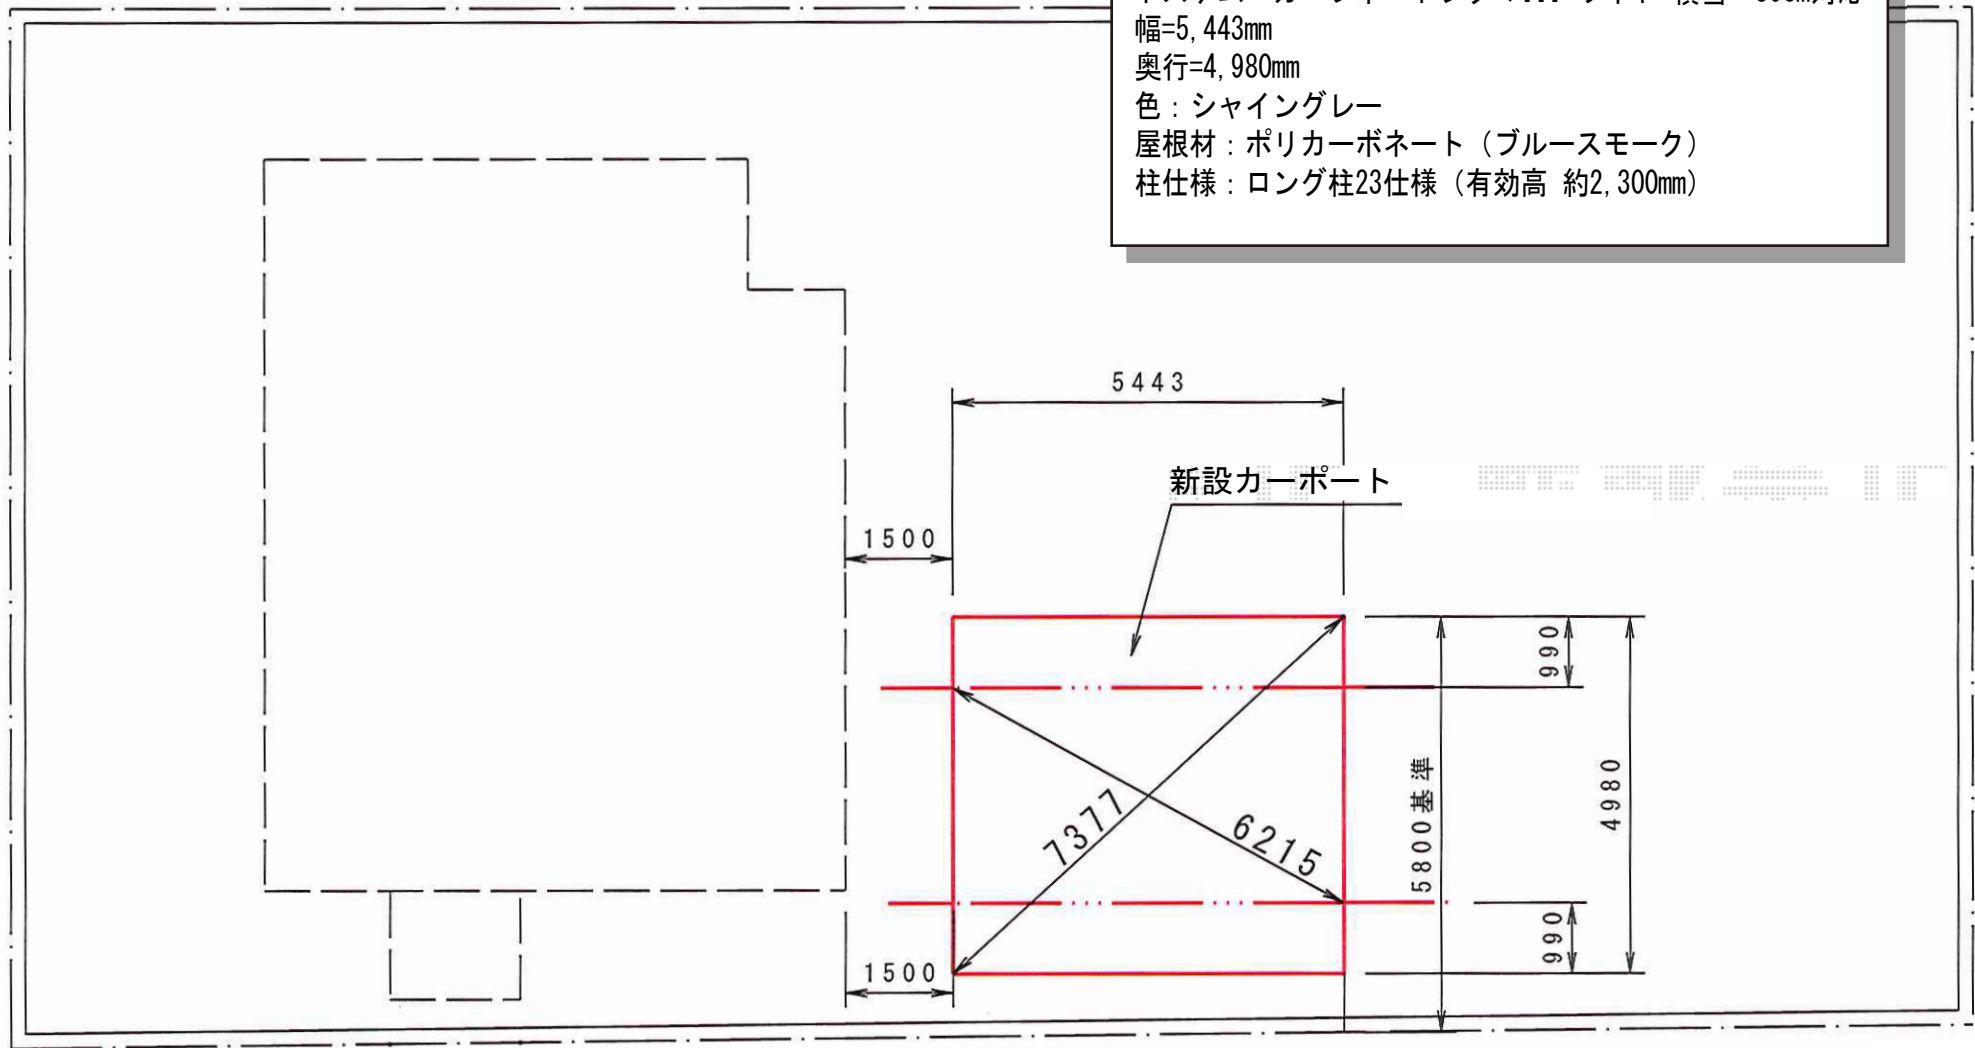 幅=5,443mm
奥行=4,980mm
色：シャイングレー
屋根材：ポリカーボネート（ブルースモーク）
柱仕様：ロング柱23仕様（有効高 約2,300mm）
5443
新設カーポート
1500
990
5800基準
4980
7377
6215
990
1500